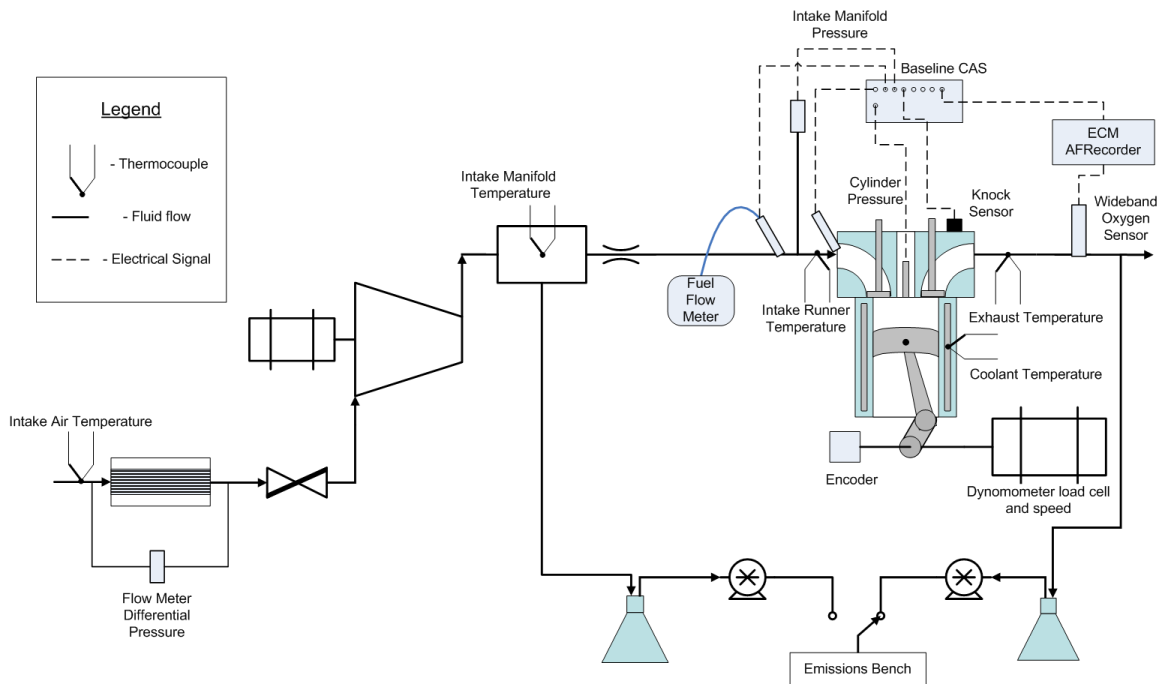 Intake Manifold
Pressure
Baseline CAS
Legend
- Thermocouple
- Fluid flow
- Electrical Signal
ECM
AFRecorder
Intake Manifold
Temperature
Cylinder
Pressure
Knock
Sensor
Wideband
Oxygen
Sensor
Fuel
Flow
Meter
Intake Runner
Temperature
Exhaust Temperature
Coolant Temperature
Intake Air Temperature
Encoder
Dynomometer load cell
and speed
Flow Meter
Differential
Pressure
Emissions Bench